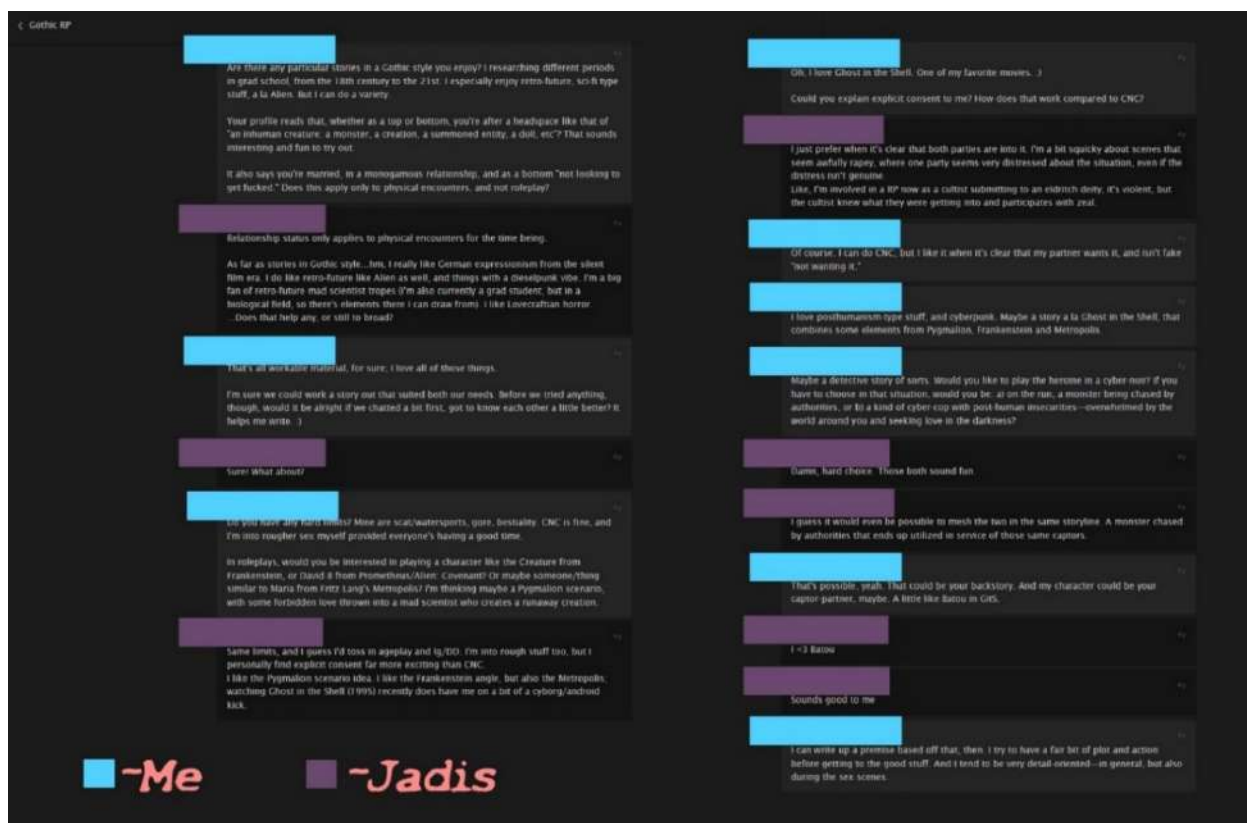 Gothic RP
Are there any particular stories in a Gothic style you enjoy? I researching different periods
in grad school, from the 18th century to the 21st. I especially enjoy retro-future, sci-fi type
stuff, a la Alien. But I can do a variety.
Your profile reads that, whether as a top or bottom, you're after a headspace like that of
"an inhuman creature: a monster, a creation, a summoned entity, a doll, etc"? That sounds
interesting and fun to try out.
It also says you're married, in a monogamous relationship, and as a bottom "not looking to
get fucked." Does this apply only to physical encounters, and not roleplay?
Relationship status only applies to physical encounters for the time being.
As far as stories in Gothic style...hm, I really like German expressionism from the silent
film era. I do like retro-future like Alien as well, and things with a dieselpunk vibe. I'm a big
fan of retro-future mad scientist tropes (I'm also currently a grad student, but in a
biological field, so there's elements there I can draw from). I like Lovecraftian horror.
...Does that help any, or still to broad?
That's all workable material, for sure; I love all of those things.
I'm sure we could work a story out that suited both our needs. Before we tried anything,
though, would it be alright if we chatted a bit first, got to know each other a little better? It
helps me write. :)
Sure! What about?
Do you have any hard limits? Mine are scat/watersports, gore, bestiality. CNC is fine, and
I'm into rougher sex myself provided everyone's having a good time.
In roleplays, would you be interested in playing a character like the Creature from
Frankenstein, or David 8 from Prometheus/Alien: Covenant? Or maybe someone/thing
similar to Maria from Fritz Lang's Metropolis? I'm thinking maybe a Pygmalion scenario,
with some forbidden love thrown into a mad scientist who creates a runaway creation.
Same limits, and I guess I'd toss in ageplay and lg/DD. I'm into rough stuff too, but I
personally find explicit consent far more exciting than CNC.
I like the Pygmalion scenario idea. I like the Frankenstein angle, but also the Metropolis;
watching Ghost in the Shell (1995) recently does have me on a bit of a cyborg/android
kick.
Oh, I love Ghost in the Shell. One of my favorite movies. :)
Could you explain explicit consent to me? How does that work compared to CNC?
I just prefer when it's clear that both parties are into it. I'm a bit squicky about scenes that
seem awfully rapey, where one party seems very distressed about the situation, even if the
distress isn't genuine.
Like, I'm involved in a RP now as a cultist submitting to an eldritch deity; it's violent, but
the cultist knew what they were getting into and participates with zeal.
Of course. I can do CNC, but I like it when it's clear that my partner wants it, and isn't fake
"not wanting it."
I love posthumanism-type stuff, and cyberpunk. Maybe a story a la Ghost in the Shell, that
combines some elements from Pygmalion, Frankenstein and Metropolis.
Maybe a detective story of sorts. Would you like to play the heroine in a cyber-noir? If you
have to choose in that situation, would you be: a) on the run, a monster being chased by
authorities, or b) a kind of cyber-cop with post-human insecurities—overwhelmed by the
world around you and seeking love in the darkness?
Damn, hard choice. Those both sound fun.
I guess it would even be possible to mesh the two in the same storyline. A monster chased
by authorities that ends up utilized in service of those same captors.
That's possible, yeah. That could be your backstory. And my character could be your
captor-partner, maybe. A little like Batou in GitS.
I <3 Batou
Sounds good to me
I can write up a premise based off that, then. I try to have a fair bit of plot and action
before getting to the good stuff. And I tend to be very detail-oriented—in general, but also
during the sex scenes.
~Me
~Jadis